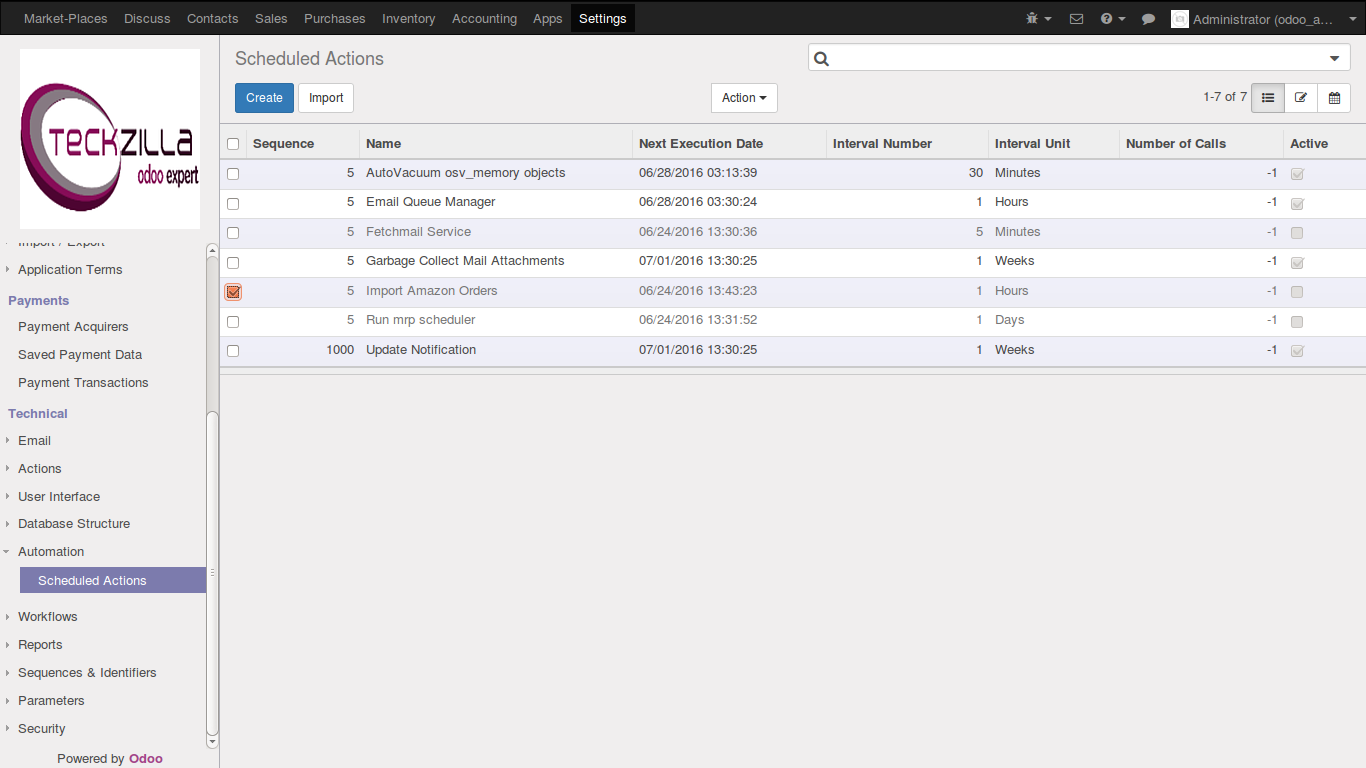 Market-Places Discuss Contacts Sales Purchases Inventory Accounting Apps Settings Administrator (odoo_a...
TECKZILLA
odoo expert
Scheduled Actions
Create Import Action 1-7 of 7
Sequence Name Next Execution Date Interval Number Interval Unit Number of Calls Active
5 AutoVacuum osv_memory objects 06/28/2016 03:13:39 30 Minutes -1
5 Email Queue Manager 06/28/2016 03:30:24 1 Hours -1
5 Fetchmail Service 06/24/2016 13:30:36 5 Minutes -1
5 Garbage Collect Mail Attachments 07/01/2016 13:30:25 1 Weeks -1
5 Import Amazon Orders 06/24/2016 13:43:23 1 Hours -1
5 Run mrp scheduler 06/24/2016 13:31:52 1 Days -1
1000 Update Notification 07/01/2016 13:30:25 1 Weeks -1
Import / Export
Application Terms
Payments
Payment Acquirers
Saved Payment Data
Payment Transactions
Technical
Email
Actions
User Interface
Database Structure
Automation
Scheduled Actions
Workflows
Reports
Sequences & Identifiers
Parameters
Security
Powered by Odoo